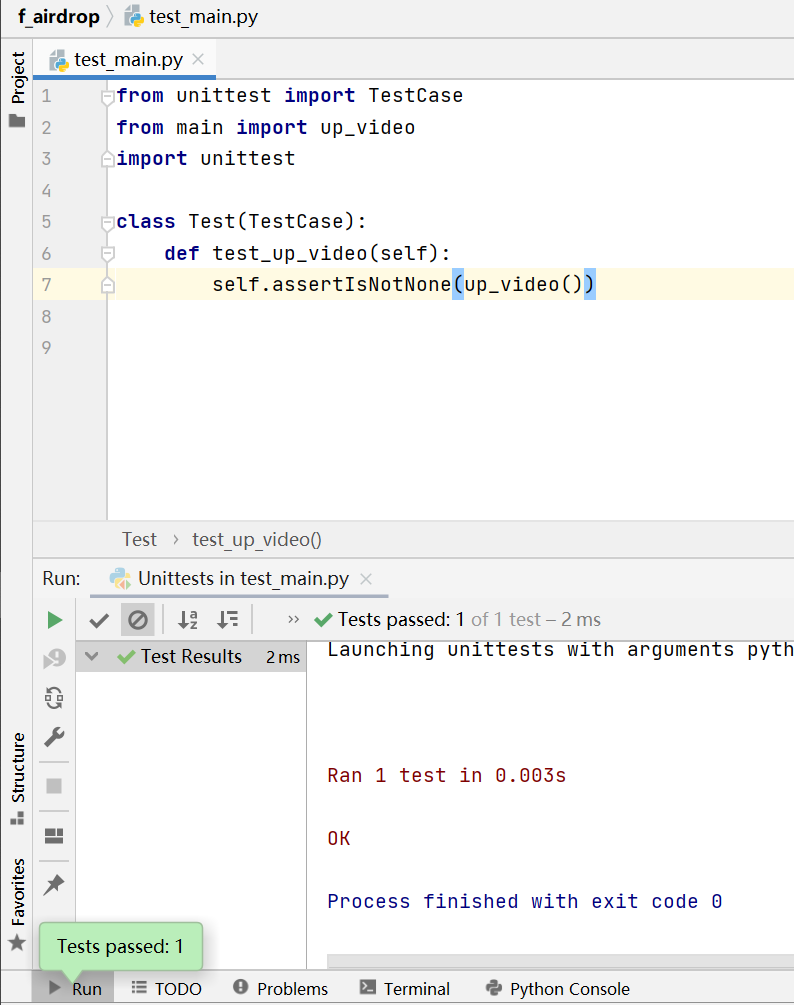 f_airdrop test_main.py
Project
test_main.py
1 from unittest import TestCase
2 from main import up_video
3 import unittest
4
5 class Test(TestCase):
6     def test_up_video(self):
7         self.assertIsNotNone(up_video())
8
9
Test › test_up_video()
Run: Unittests in test_main.py
» Tests passed: 1 of 1 test – 2 ms
Test Results 2 ms
Launching unittests with arguments pyth
Ran 1 test in 0.003s
OK
Process finished with exit code 0
Structure
Favorites
Tests passed: 1
Run TODO Problems Terminal Python Console